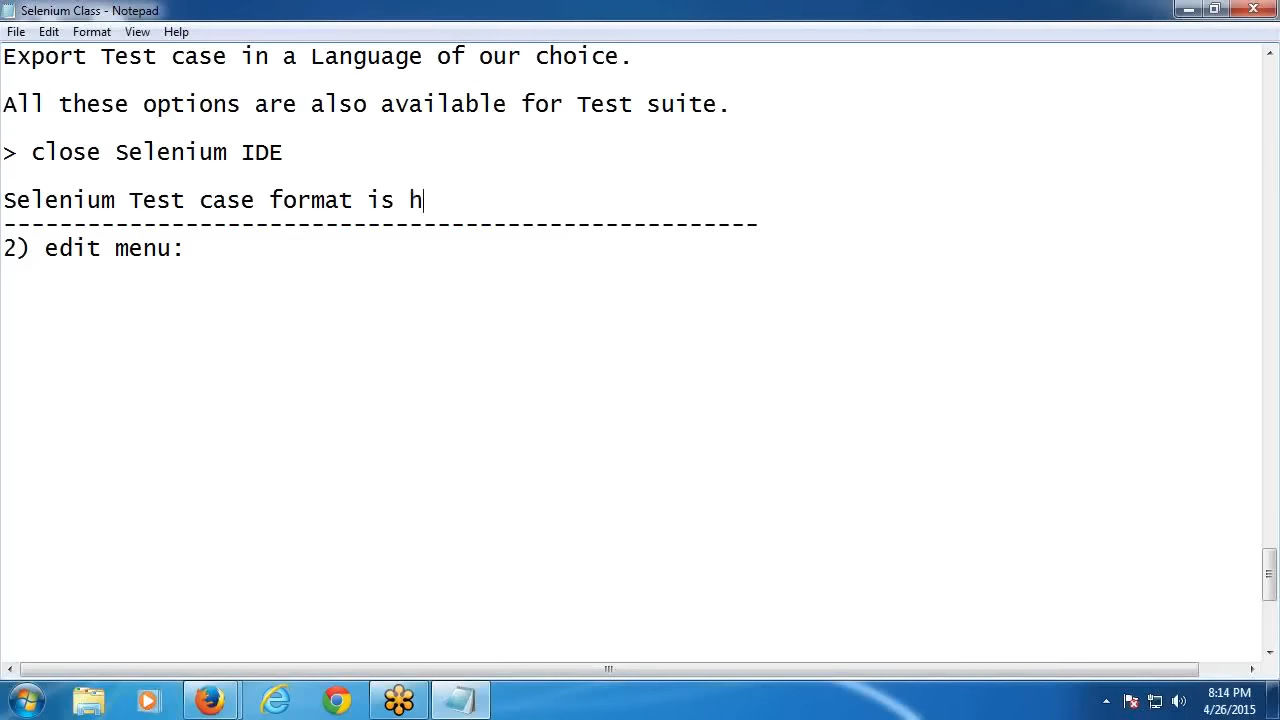 Selenium Class - Notepad
File Edit Format View Help
Export Test case in a Language of our choice.
All these options are also available for Test suite.
> close Selenium IDE
Selenium Test case format is h
------------------------------------------------------
2) edit menu:
8:14 PM
4/26/2015